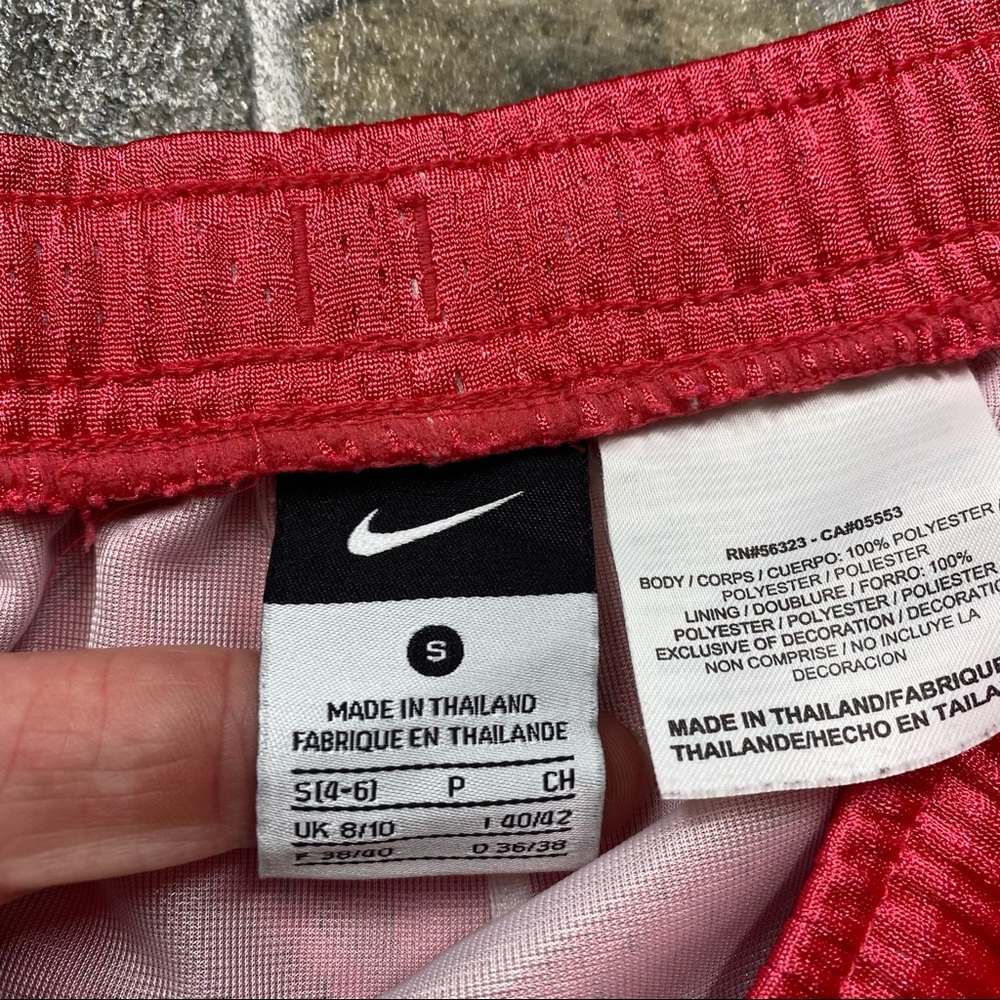 S
MADE IN THAILAND
FABRIQUE EN THAILANDE
S(4-6) P CH
UK 8/10 I 40/42
F 38/40 D 36/38
RN#56323 - CA#05553
BODY / CORPS / CUERPO: 100% POLYESTER /
POLYESTER / POLIESTER
LINING / DOUBLURE / FORRO: 100%
POLYESTER / POLYESTER / POLIESTER
EXCLUSIVE OF DECORATION / DECORATIO
NON COMPRISE / NO INCLUYE LA
DECORACION
MADE IN THAILAND/FABRIQUE
THAILANDE/HECHO EN TAILA